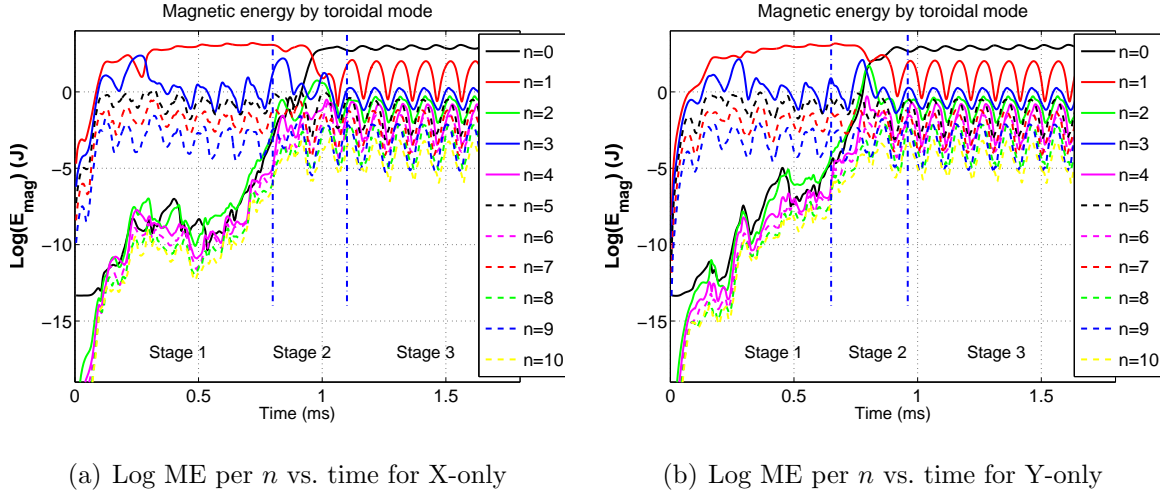 Magnetic energy by toroidal mode
0
−5
−10
−15
Log(E_mag) (J)
0
0.5
1
1.5
Time (ms)
Stage 1
Stage 2
Stage 3
n=0
n=1
n=2
n=3
n=4
n=5
n=6
n=7
n=8
n=9
n=10
(a) Log ME per n vs. time for X-only
Magnetic energy by toroidal mode
0
−5
−10
−15
Log(E_mag) (J)
0
0.5
1
1.5
Time (ms)
Stage 1
Stage 2
Stage 3
n=0
n=1
n=2
n=3
n=4
n=5
n=6
n=7
n=8
n=9
n=10
(b) Log ME per n vs. time for Y-only